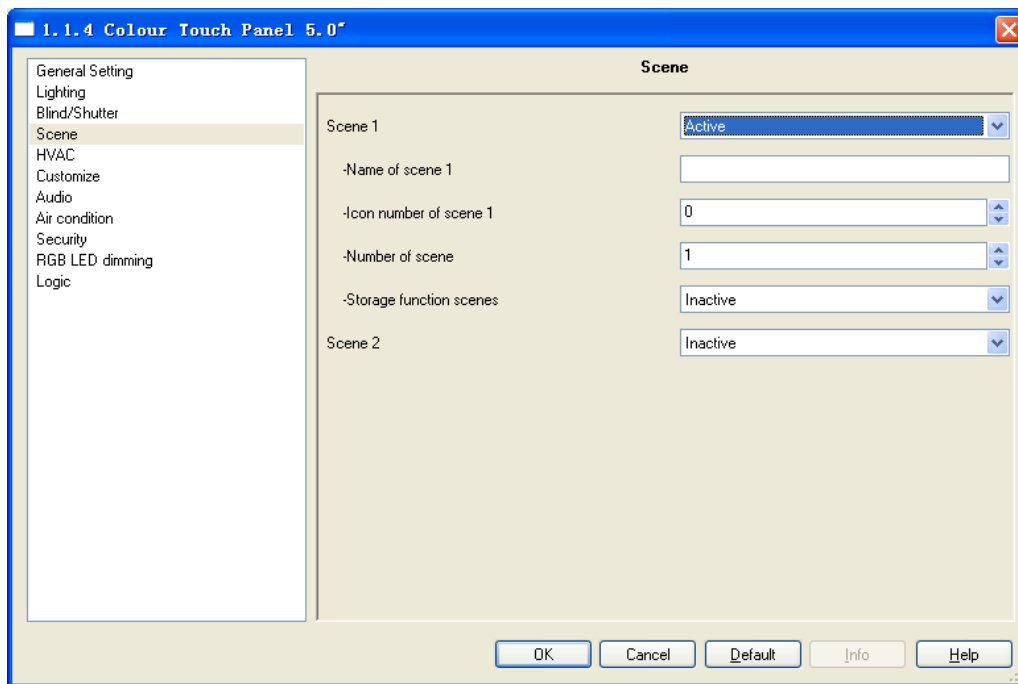 1.1.4 Colour Touch Panel 5.0"
General Setting
Lighting
Blind/Shutter
Scene
HVAC
Customize
Audio
Air condition
Security
RGB LED dimming
Logic
Scene
Scene 1 Active
-Name of scene 1
-Icon number of scene 1 0
-Number of scene 1
-Storage function scenes Inactive
Scene 2 Inactive
OK Cancel Default Info Help